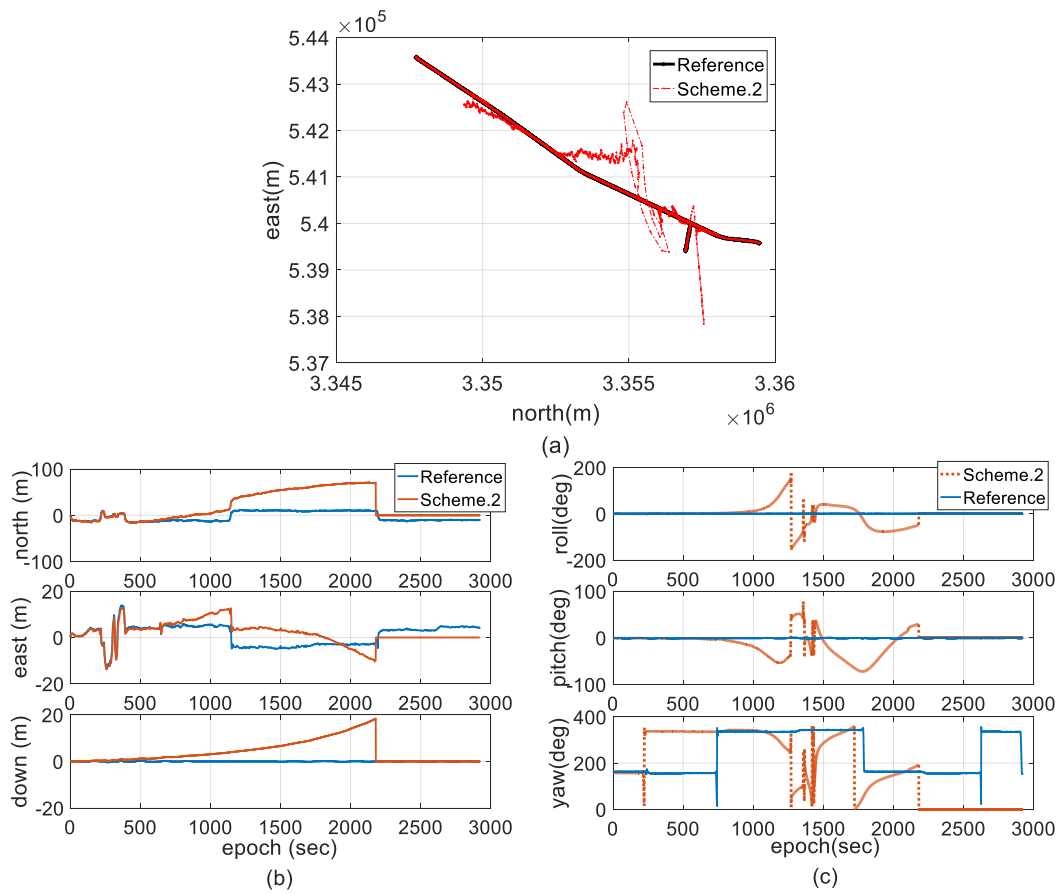 ×10⁵
5.44
5.43
5.42
5.41
5.4
5.39
5.38
5.37
east(m)
Reference
Scheme.2
3.345 3.35 3.355 3.36
north(m) ×10⁶
(a)
100
0
-100
north (m)
Reference
Scheme.2
0 500 1000 1500 2000 2500 3000
20
0
-20
east (m)
0 500 1000 1500 2000 2500 3000
20
0
-20
down (m)
0 500 1000 1500 2000 2500 3000
epoch (sec)
(b)
200
0
-200
roll(deg)
Scheme.2
Reference
0 500 1000 1500 2000 2500 3000
100
0
-100
pitch(deg)
0 500 1000 1500 2000 2500 3000
400
200
0
yaw(deg)
0 500 1000 1500 2000 2500 3000
epoch(sec)
(c)